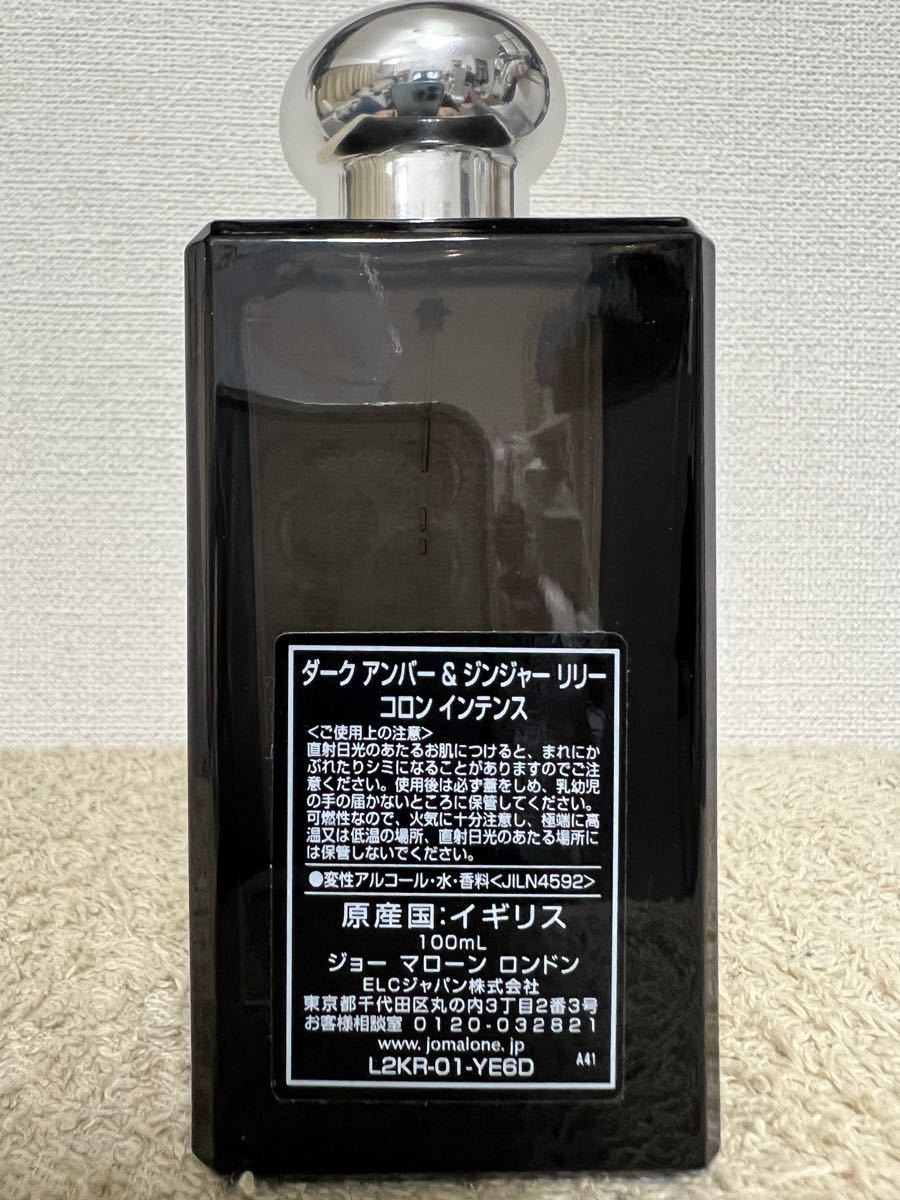 ダーク アンバー & ジンジャー リリー
コロン インテンス
<ご使用上の注意>
直射日光のあたるお肌につけると、まれにか
ぶれたりシミになることがありますのでご注
意ください。使用後は必ず蓋をしめ、乳幼児
の手の届かないところに保管してください。
可燃性なので、火気に十分注意し、極端に高
温又は低温の場所、直射日光のあたる場所に
は保管しないでください。
●変性アルコール・水・香料<JILN4592>
原産国:イギリス
100mL
ジョー マローン ロンドン
ELCジャパン株式会社
東京都千代田区丸の内3丁目2番3号
お客様相談室 0120-032821
www.jomalone.jp
L2KR-01-YE6D
A41